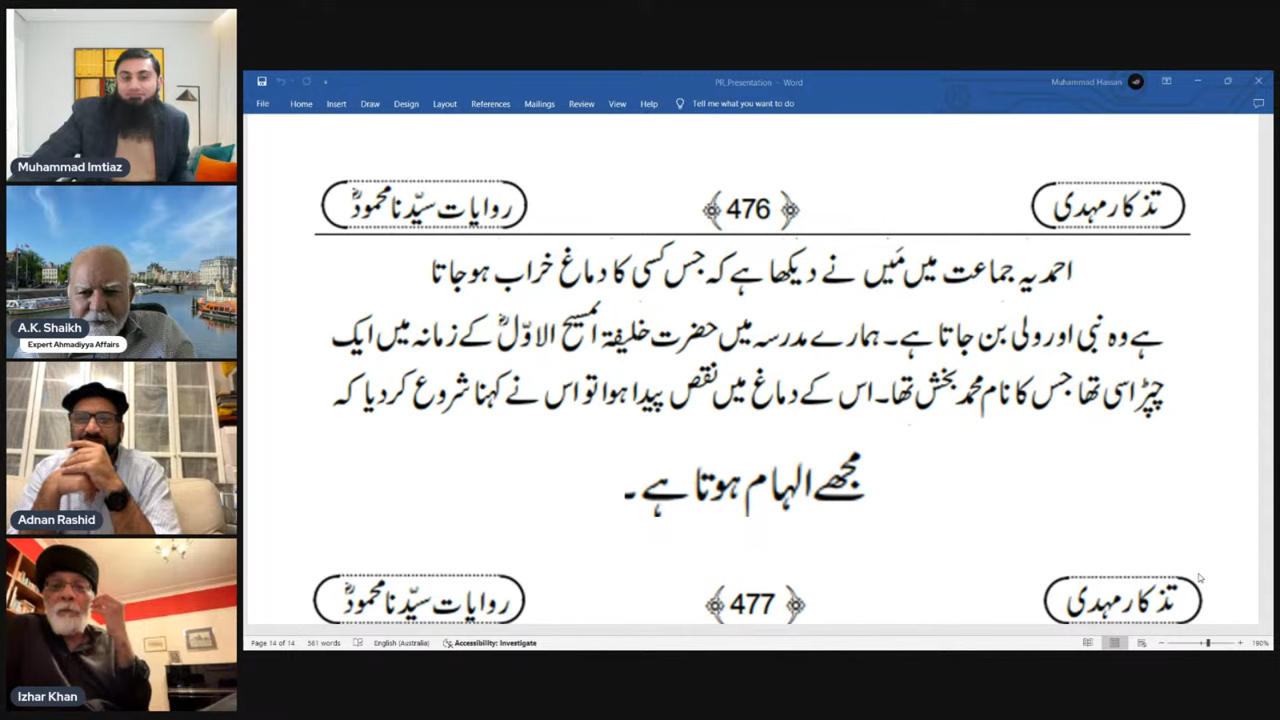 Muhammad Imtiaz
A.K. Shaikh
Expert Ahmadiyya Affairs
Adnan Rashid
Izhar Khan
PR_Presentation - Word
Muhammad Hassan
File Home Insert Draw Design Layout References Mailings Review View Help Tell me what you want to do
تذکار مہدی 476 روایات سیّدنا محمودؓ
احمدیہ جماعت میں مَیں نے دیکھا ہے کہ جس کسی کا دماغ خراب ہو جاتا
ہے وہ نبی اور ولی بن جاتا ہے۔ ہمارے مدرسہ میں حضرت خلیفۃ المسیح الاوّلؓ کے زمانہ میں ایک
چپڑاسی تھا جس کا نام محمد بخش تھا۔ اس کے دماغ میں نقص پیدا ہوا تو اس نے کہنا شروع کر دیا کہ
مجھے الہام ہوتا ہے۔
تذکار مہدی 477 روایات سیّدنا محمودؓ
Page 14 of 14 561 words English (Australia) Accessibility: Investigate 190%